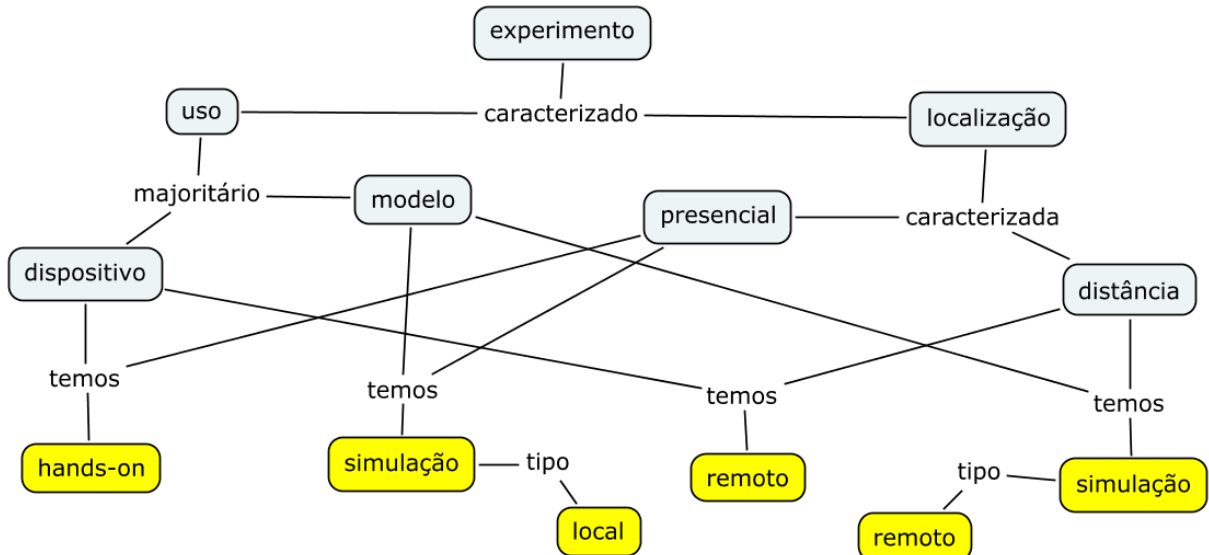 experimento
uso
caracterizado
localização
majoritário
modelo
presencial
caracterizada
dispositivo
distância
temos
temos
temos
temos
hands-on
simulação
tipo
remoto
tipo
simulação
local
remoto